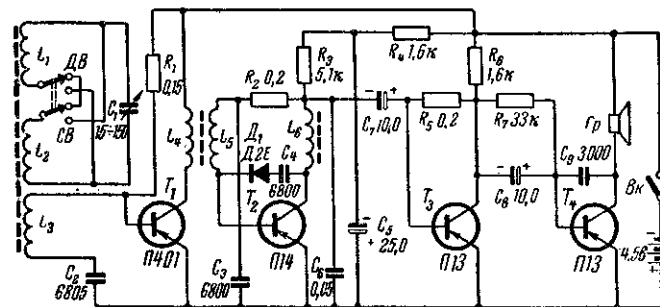 L₁
ДВ
C₁
15÷150
СВ
L₂
L₃
C₂
6805
R₁
0,15
T₁
П401
L₄
L₅
R₂ 0,2
R₃
5,1к
L₆
Д₁
Д2Е
C₄
6800
T₂
П14
C₃
6800
C₆
0,05
C₇ 10,0
C₅
25,0
R₄ 1,6к
R₅ 0,2
R₆
1,6к
R₇ 33к
C₈ 10,0
C₉ 3000
T₃
П13
T₄
П13
Гр
Вк
4,5б